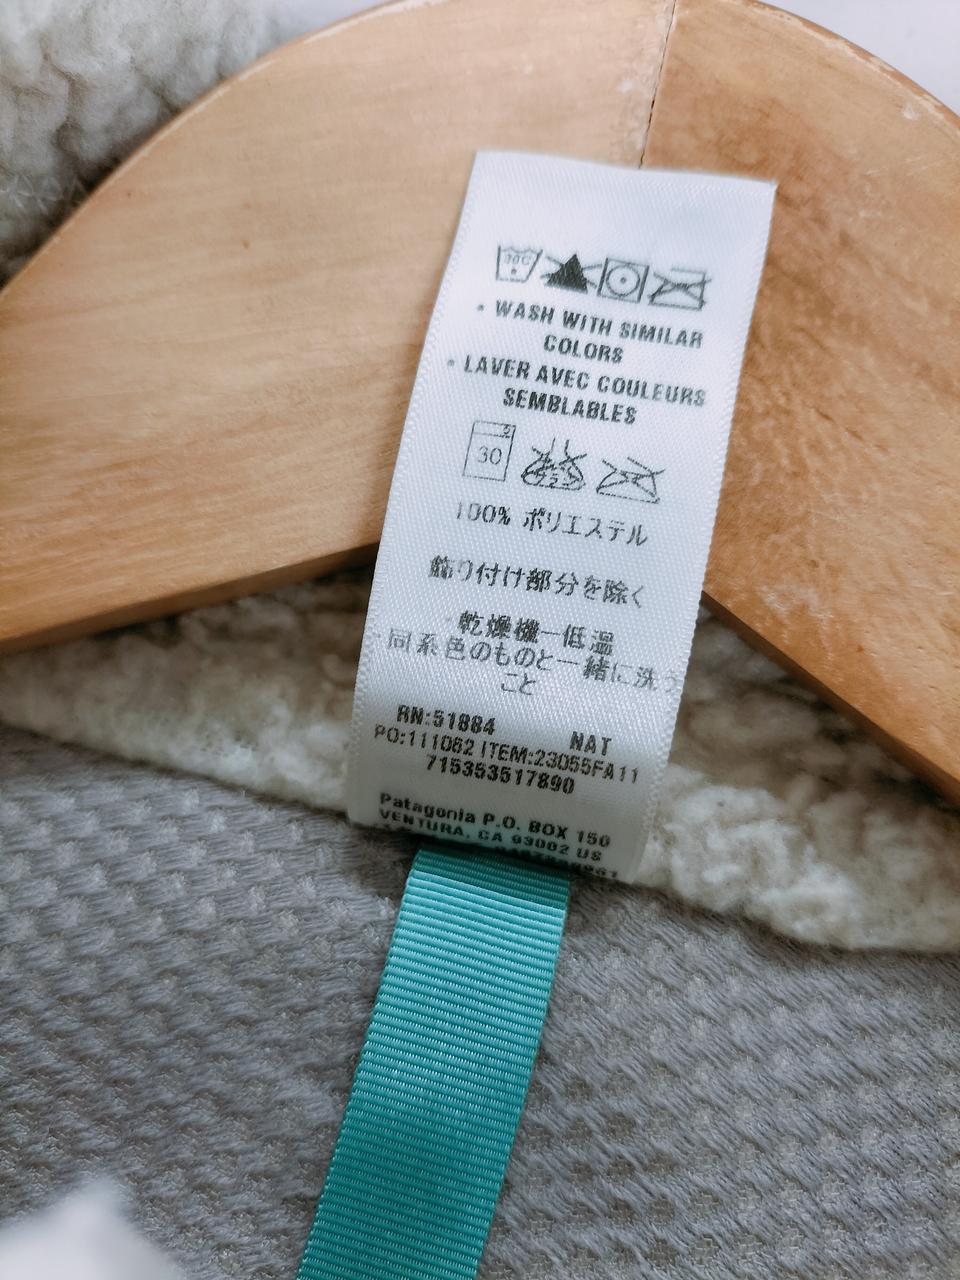 30C
• WASH WITH SIMILAR
COLORS
• LAVER AVEC COULEURS
SEMBLABLES
30
100% ポリエステル
飾り付け部分を除く
乾燥機一低温
同系色のものと一緒に洗う
こと
RN:51884 NAT
PO:111062 ITEM:23055FA11
715353517890
Patagonia P.O. BOX 150
VENTURA, CA 93002 US